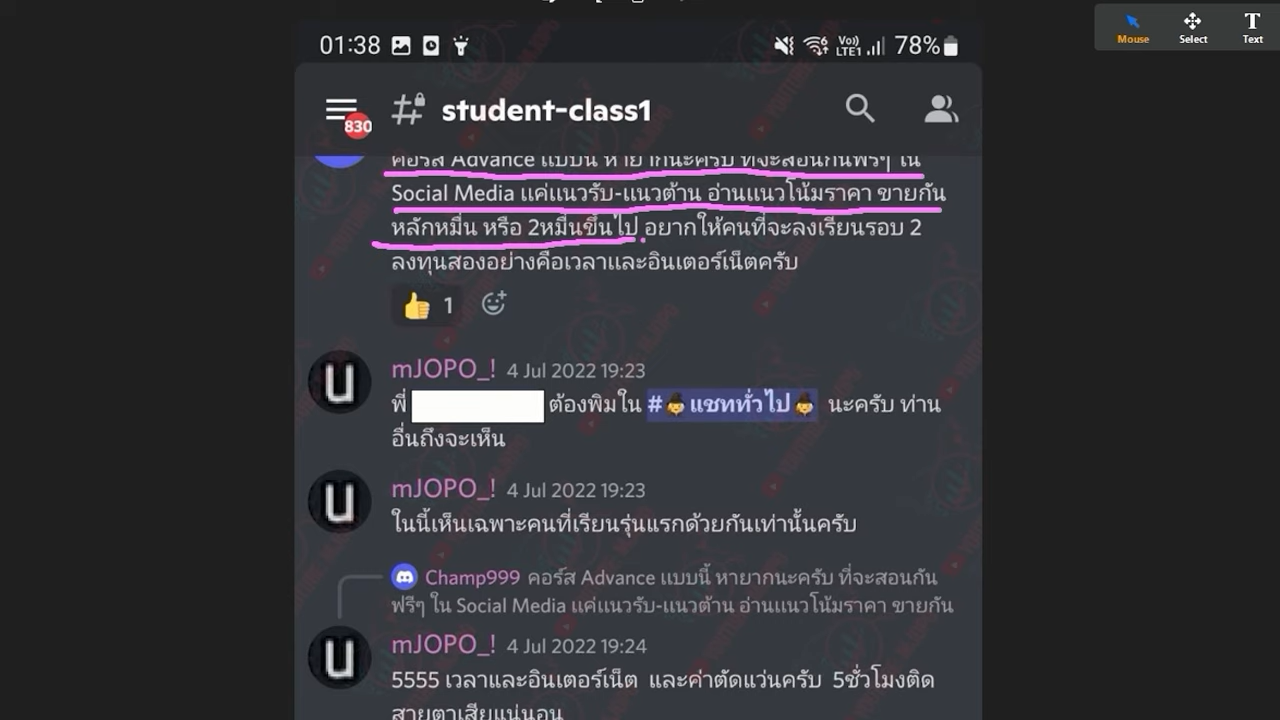 01:38
Vo))
LTE1
78%
Mouse
Select
Text
student-class1
830
คอร์ส Advance แบบนี้ หายากนะครับ ที่จะสอนกันฟรีๆ ใน
Social Media แค่แนวรับ-แนวต้าน อ่านแนวโน้มราคา ขายกัน
หลักหมื่น หรือ 2หมื่นขึ้นไป อยากให้คนที่จะลงเรียนรอบ 2
ลงทุนสองอย่างคือเวลาและอินเตอร์เน็ตครับ
👍 1
mJOPO_! 4 Jul 2022 19:23
พี่ ต้องพิมใน #แชททั่วไป นะครับ ท่าน
อื่นถึงจะเห็น
mJOPO_! 4 Jul 2022 19:23
ในนี้เห็นเฉพาะคนที่เรียนรุ่นแรกด้วยกันเท่านั้นครับ
Champ999 คอร์ส Advance แบบนี้ หายากนะครับ ที่จะสอนกัน
ฟรีๆ ใน Social Media แค่แนวรับ-แนวต้าน อ่านแนวโน้มราคา ขายกัน
mJOPO_! 4 Jul 2022 19:24
5555 เวลาและอินเตอร์เน็ต และค่าตัดแว่นครับ 5ชั่วโมงติด
สายตาเสียแน่นอน